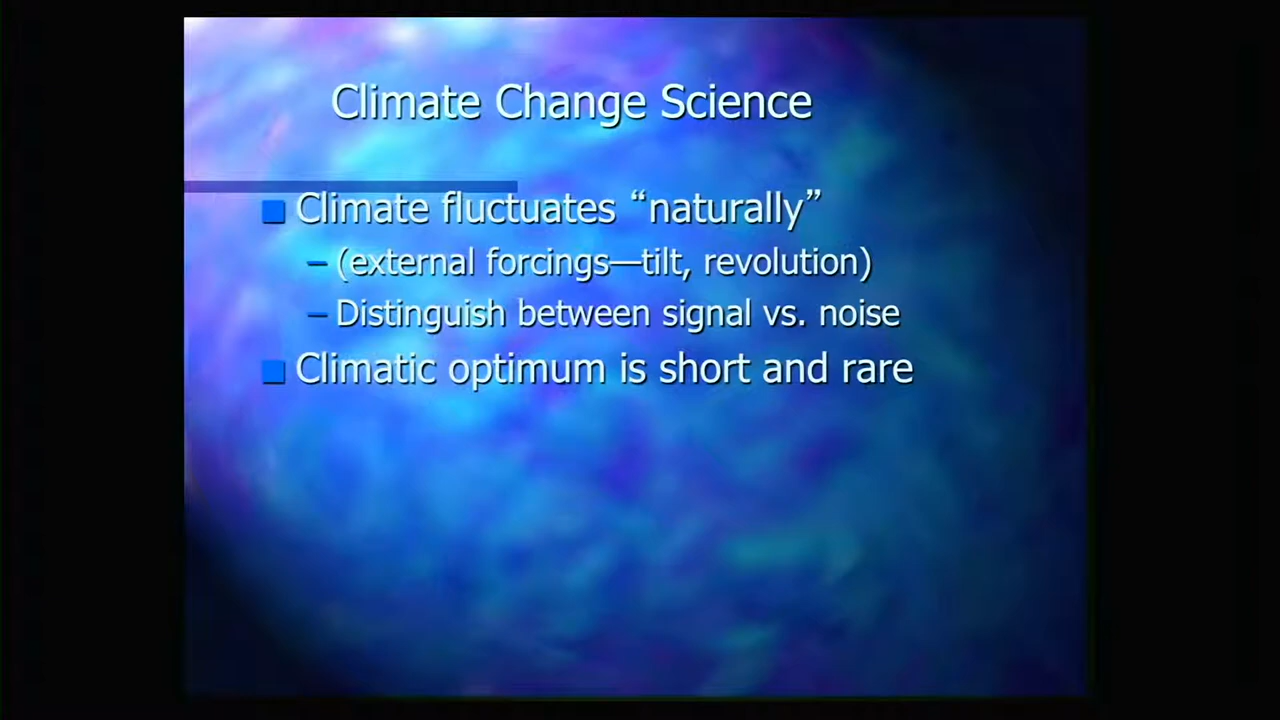 Climate Change Science
Climate fluctuates “naturally”
– (external forcings—tilt, revolution)
– Distinguish between signal vs. noise
Climatic optimum is short and rare